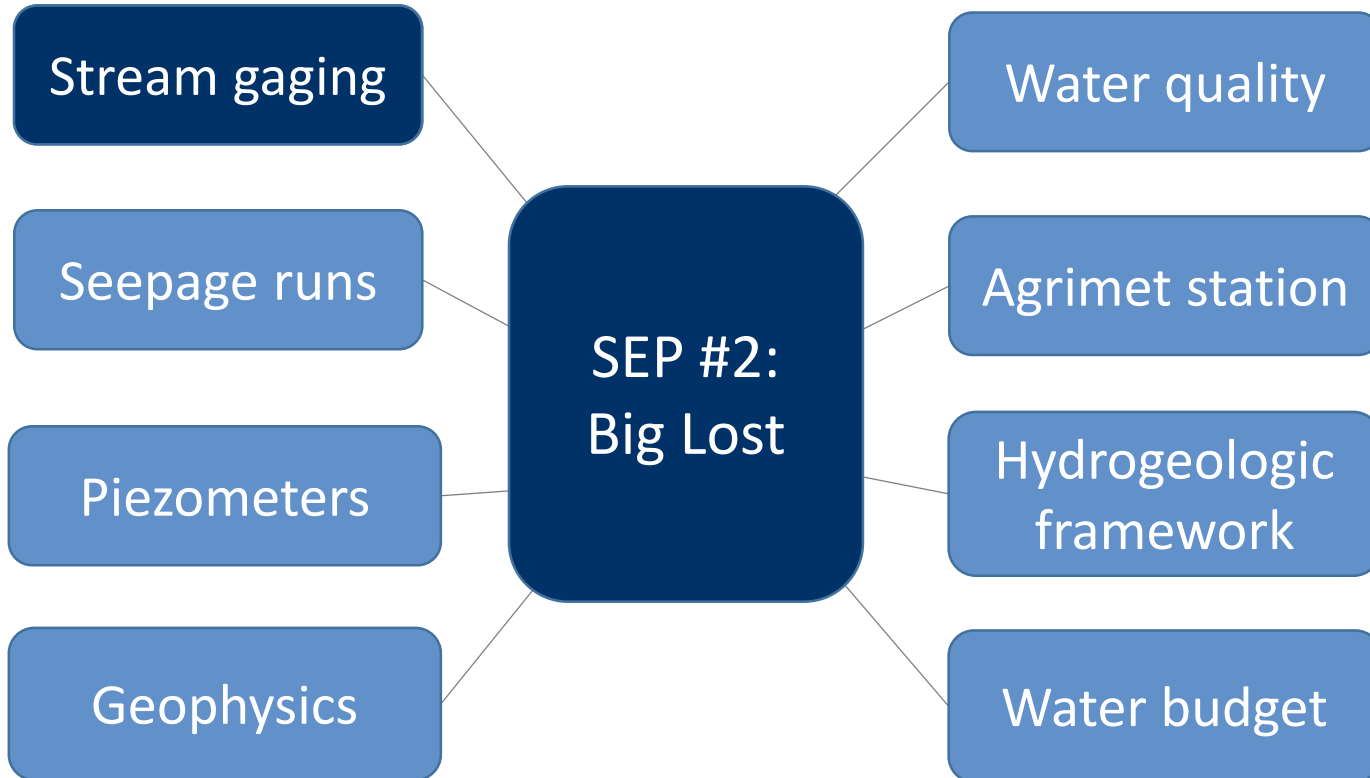 Stream gaging
Seepage runs
Piezometers
Geophysics
SEP #2:
Big Lost
Water quality
Agrimet station
Hydrogeologic
framework
Water budget